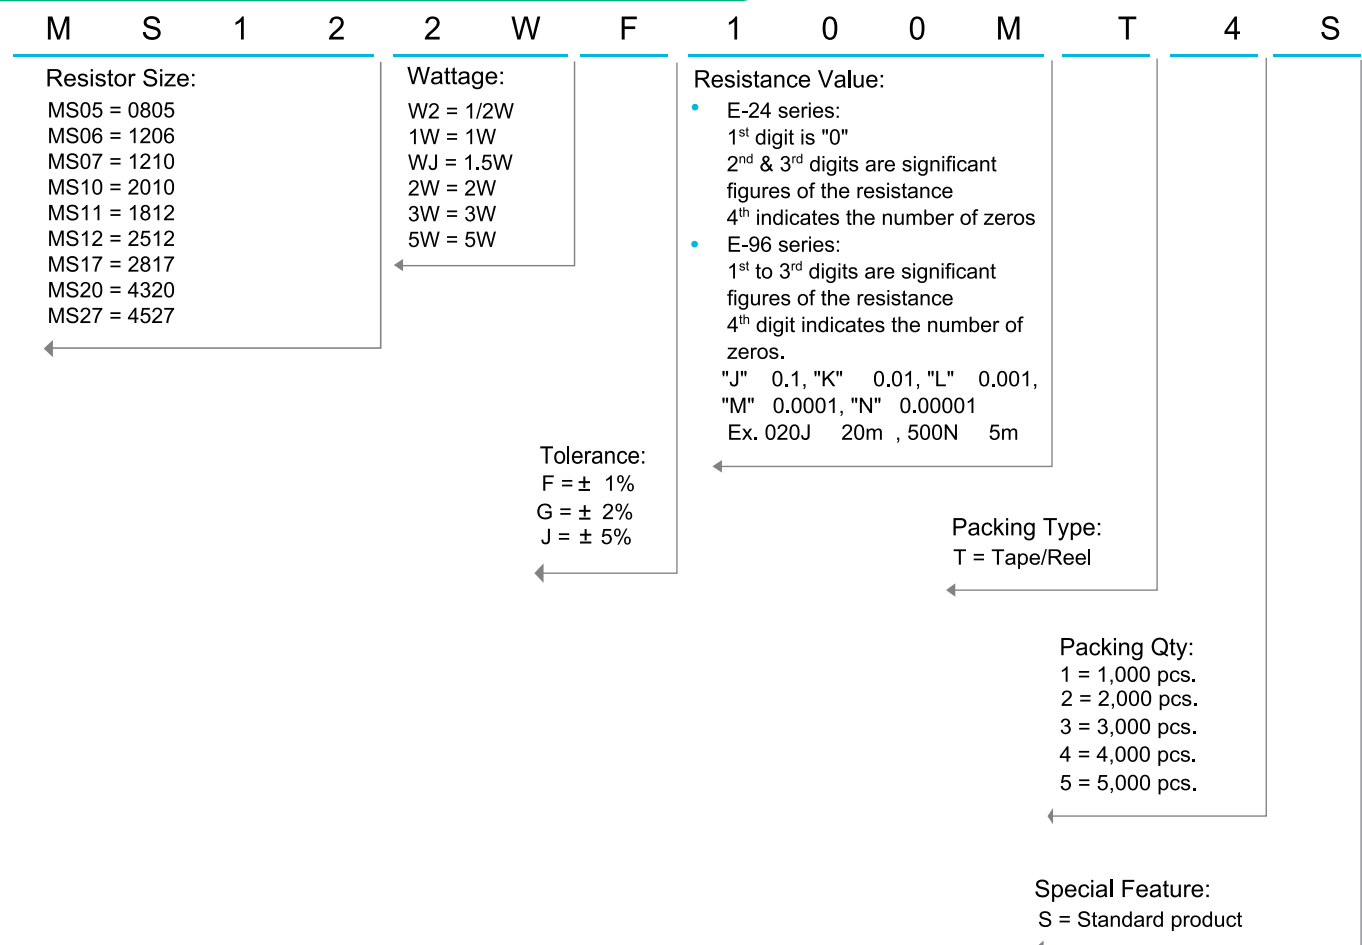 M S 1 2 2 W F 1 0 0 M T 4 S
Resistor Size:
MS05 = 0805
MS06 = 1206
MS07 = 1210
MS10 = 2010
MS11 = 1812
MS12 = 2512
MS17 = 2817
MS20 = 4320
MS27 = 4527
Wattage:
W2 = 1/2W
1W = 1W
WJ = 1.5W
2W = 2W
3W = 3W
5W = 5W
Tolerance:
F = ± 1%
G = ± 2%
J = ± 5%
Resistance Value:
• E-24 series:
1st digit is "0"
2nd & 3rd digits are significant
figures of the resistance
4th indicates the number of zeros
• E-96 series:
1st to 3rd digits are significant
figures of the resistance
4th digit indicates the number of
zeros.
"J" 0.1, "K" 0.01, "L" 0.001,
"M" 0.0001, "N" 0.00001
Ex. 020J 20m , 500N 5m
Packing Type:
T = Tape/Reel
Packing Qty:
1 = 1,000 pcs.
2 = 2,000 pcs.
3 = 3,000 pcs.
4 = 4,000 pcs.
5 = 5,000 pcs.
Special Feature:
S = Standard product